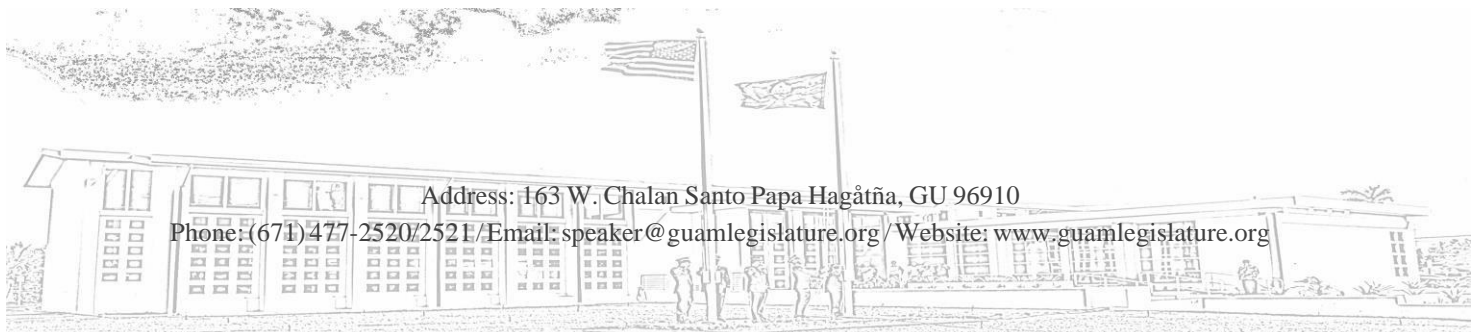 Address: 163 W. Chalan Santo Papa Hagåtña, GU 96910
Phone: (671) 477-2520/2521 / Email: speaker@guamlegislature.org / Website: www.guamlegislature.org